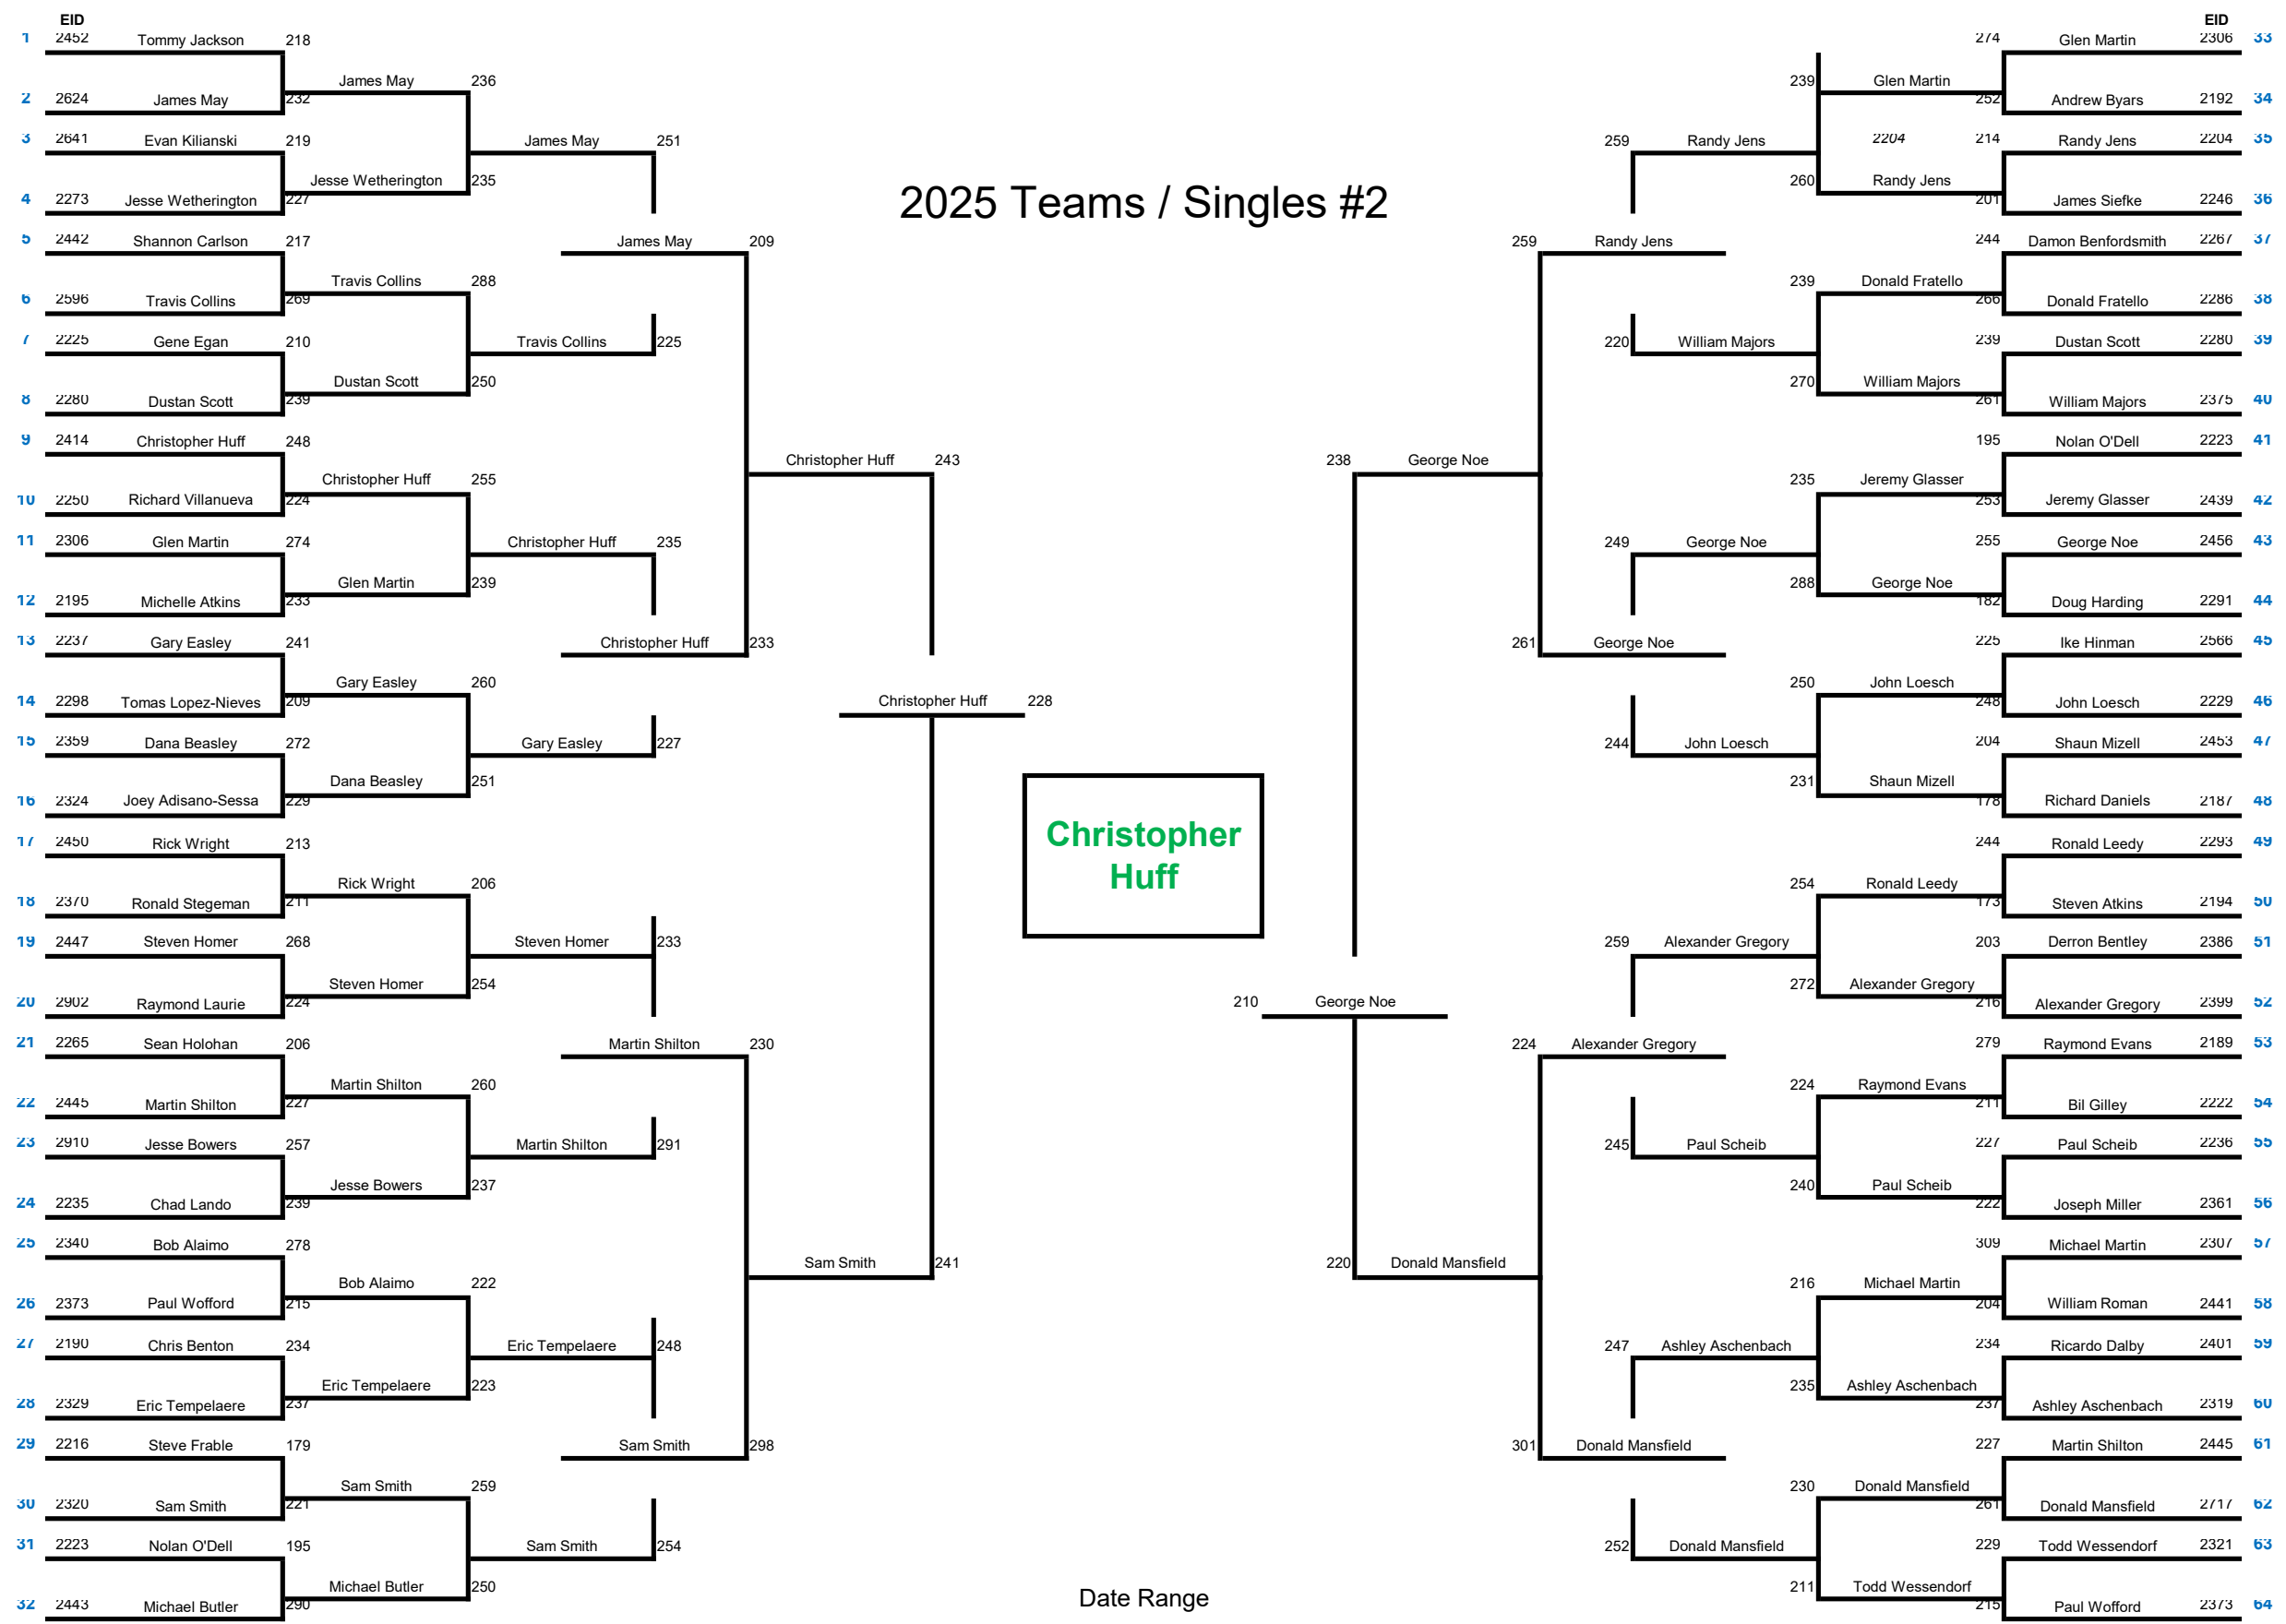 EID EID
1 2452 Tommy Jackson 218 274 Glen Martin 2306 33
James May 236 239 Glen Martin
2 2624 James May 232 252 Andrew Byars 2192 34
3 2641 Evan Kilianski 219 James May 251 259 Randy Jens 2204 214 Randy Jens 2204 35
Jesse Wetherington 235 260 Randy Jens
4 2273 Jesse Wetherington 227 201 James Siefke 2246 36
2025 Teams / Singles #2
5 2442 Shannon Carlson 217 James May 209 259 Randy Jens 244 Damon Benfordsmith 2267 37
Travis Collins 288 239 Donald Fratello
6 2596 Travis Collins 269 266 Donald Fratello 2286 38
7 2225 Gene Egan 210 Travis Collins 225 220 William Majors 239 Dustan Scott 2280 39
Dustan Scott 250 270 William Majors
8 2280 Dustan Scott 239 261 William Majors 2375 40
9 2414 Christopher Huff 248 195 Nolan O'Dell 2223 41
Christopher Huff 243 238 George Noe
Christopher Huff 255 235 Jeremy Glasser
10 2250 Richard Villanueva 224 253 Jeremy Glasser 2439 42
11 2306 Glen Martin 274 Christopher Huff 235 249 George Noe 255 George Noe 2456 43
Glen Martin 239 288 George Noe
12 2195 Michelle Atkins 233 182 Doug Harding 2291 44
13 2237 Gary Easley 241 Christopher Huff 233 261 George Noe 225 Ike Hinman 2566 45
Gary Easley 260 250 John Loesch
14 2298 Tomas Lopez-Nieves 209 Christopher Huff 228 248 John Loesch 2229 46
15 2359 Dana Beasley 272 Gary Easley 227 244 John Loesch 204 Shaun Mizell 2453 47
Dana Beasley 251 231 Shaun Mizell
16 2324 Joey Adisano-Sessa 229 178 Richard Daniels 2187 48
Christopher
Huff
17 2450 Rick Wright 213 244 Ronald Leedy 2293 49
Rick Wright 206 254 Ronald Leedy
18 2370 Ronald Stegeman 211 173 Steven Atkins 2194 50
19 2447 Steven Homer 268 Steven Homer 233 259 Alexander Gregory 203 Derron Bentley 2386 51
Steven Homer 254 272 Alexander Gregory
20 2902 Raymond Laurie 224 210 George Noe 216 Alexander Gregory 2399 52
21 2265 Sean Holohan 206 Martin Shilton 230 224 Alexander Gregory 279 Raymond Evans 2189 53
Martin Shilton 260 224 Raymond Evans
22 2445 Martin Shilton 227 211 Bil Gilley 2222 54
23 2910 Jesse Bowers 257 Martin Shilton 291 245 Paul Scheib 227 Paul Scheib 2236 55
Jesse Bowers 237 240 Paul Scheib
24 2235 Chad Lando 239 222 Joseph Miller 2361 56
25 2340 Bob Alaimo 278 309 Michael Martin 2307 57
Sam Smith 241 220 Donald Mansfield
Bob Alaimo 222 216 Michael Martin
26 2373 Paul Wofford 215 204 William Roman 2441 58
27 2190 Chris Benton 234 Eric Tempelaere 248 247 Ashley Aschenbach 234 Ricardo Dalby 2401 59
Eric Tempelaere 223 235 Ashley Aschenbach
28 2329 Eric Tempelaere 237 237 Ashley Aschenbach 2319 60
29 2216 Steve Frable 179 Sam Smith 298 301 Donald Mansfield 227 Martin Shilton 2445 61
Sam Smith 259 230 Donald Mansfield
30 2320 Sam Smith 221 261 Donald Mansfield 2717 62
31 2223 Nolan O'Dell 195 Sam Smith 254 252 Donald Mansfield 229 Todd Wessendorf 2321 63
Michael Butler 250 211 Todd Wessendorf
Date Range
32 2443 Michael Butler 290 215 Paul Wofford 2373 64